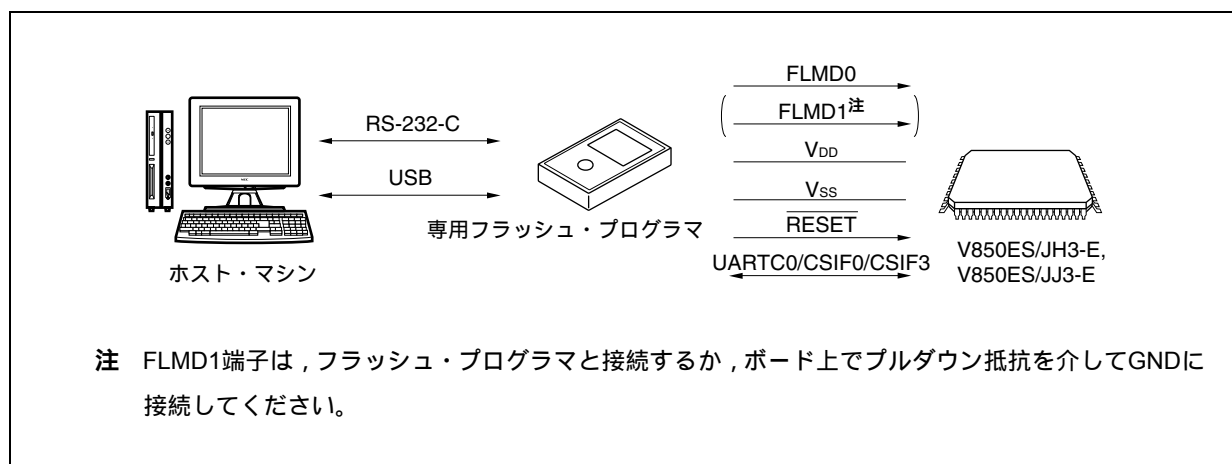 FLMD0
FLMD1注
RS-232-C
VDD
USB
VSS
専用フラッシュ・プログラマ
RESET
V850ES/JH3-E,
UARTC0/CSIF0/CSIF3
ホスト・マシン
V850ES/JJ3-E
注 FLMD1端子は，フラッシュ・プログラマと接続するか，ボード上でプルダウン抵抗を介してGNDに
接続してください。